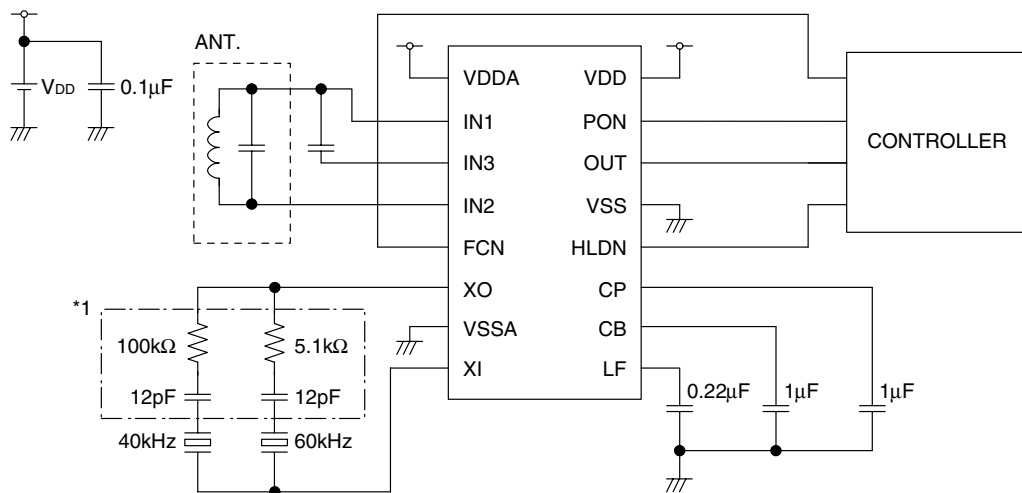 ANT.
VDD
0.1μF
VDDA
IN1
IN3
IN2
FCN
XO
VSSA
XI
VDD
PON
OUT
VSS
HLDN
CP
CB
LF
CONTROLLER
*1
100kΩ
5.1kΩ
12pF
12pF
40kHz
60kHz
0.22μF
1μF
1μF